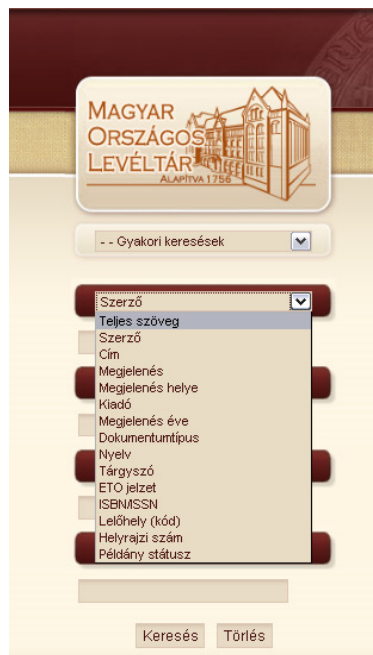 MAGYAR
ORSZÁGOS
LEVÉLTÁR
ALAPÍTVA 1756
- - Gyakori keresések
Szerző
Teljes szöveg
Szerző
Cím
Megjelenés
Megjelenés helye
Kiadó
Megjelenés éve
Dokumentumtípus
Nyelv
Tárgyszó
ETO jelzet
ISBN/ISSN
Lelőhely (kód)
Helyrajzi szám
Példány státusz
Keresés Törlés